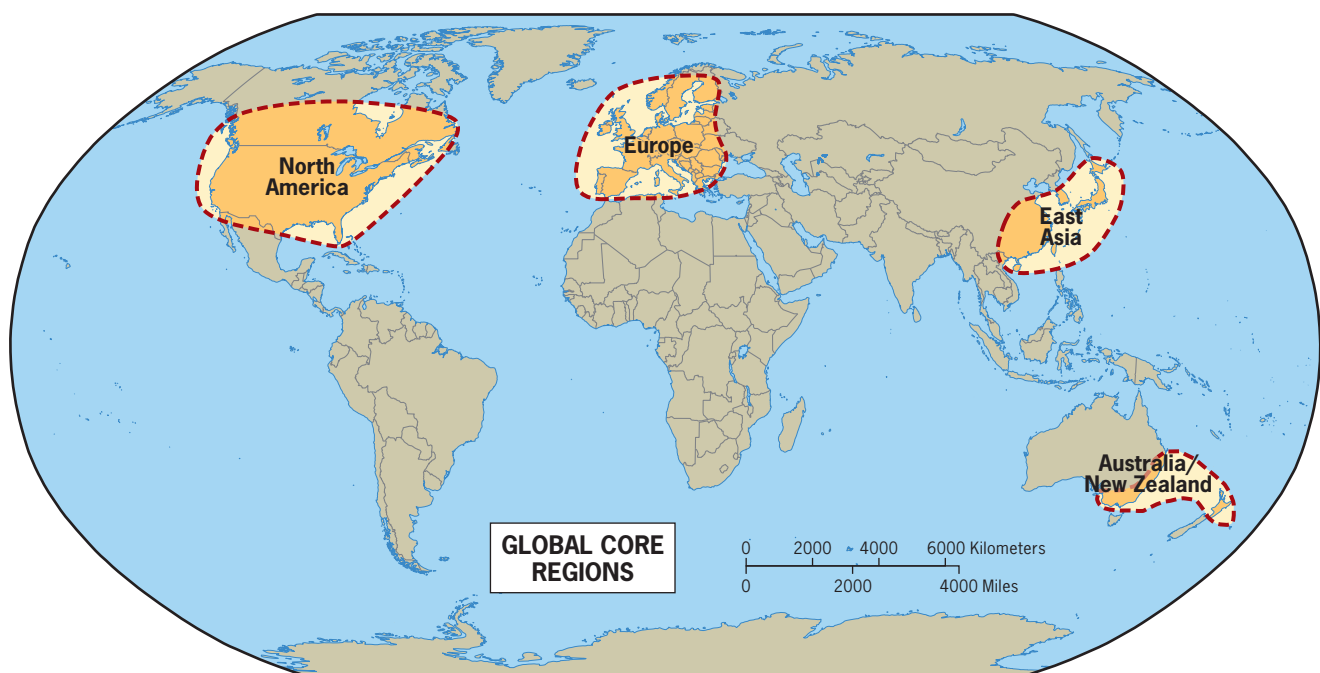 North
America
Europe
East
Asia
Australia/
New Zealand
GLOBAL CORE
REGIONS
0 2000 4000 6000 Kilometers
0 2000 4000 Miles